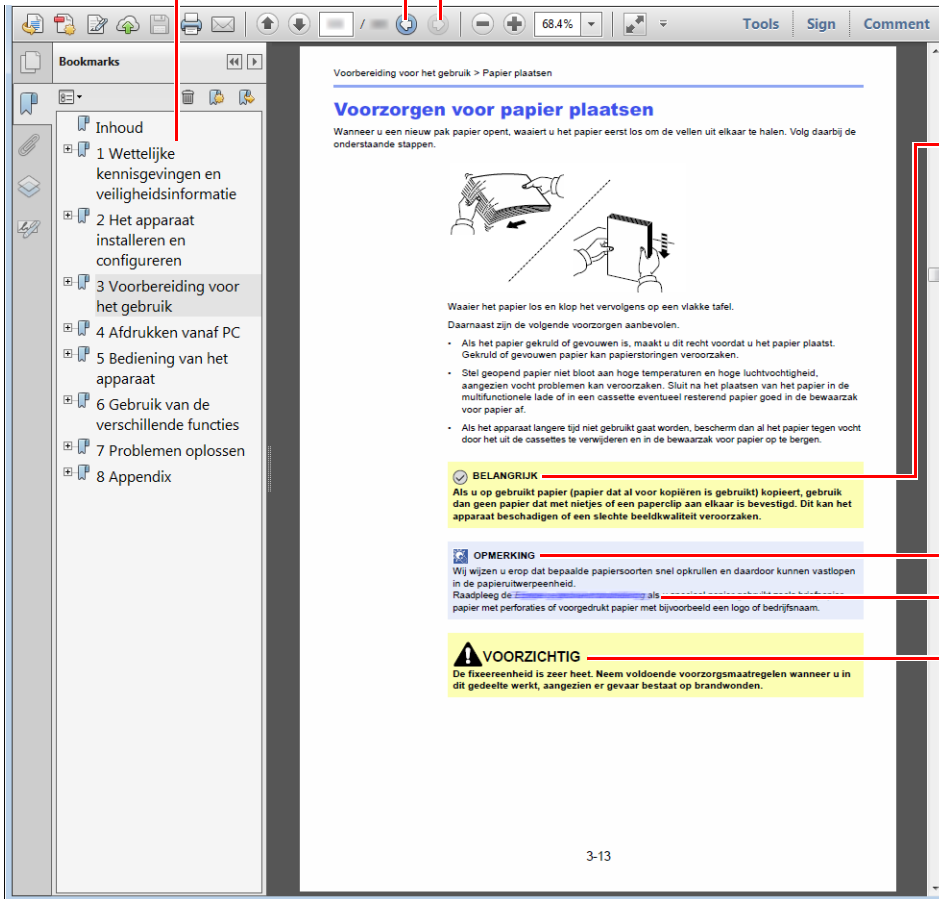 68.4%
Tools Sign Comment
Bookmarks
Inhoud
1 Wettelijke
kennisgevingen en
veiligheidsinformatie
2 Het apparaat
installeren en
configureren
3 Voorbereiding voor
het gebruik
4 Afdrukken vanaf PC
5 Bediening van het
apparaat
6 Gebruik van de
verschillende functies
7 Problemen oplossen
8 Appendix
Voorbereiding voor het gebruik > Papier plaatsen
Voorzorgen voor papier plaatsen
Wanneer u een nieuw pak papier opent, waaiert u het papier eerst los om de vellen uit elkaar te halen. Volg daarbij de
onderstaande stappen.
Waaier het papier los en klop het vervolgens op een vlakke tafel.
Daarnaast zijn de volgende voorzorgen aanbevolen.
• Als het papier gekruld of gevouwen is, maakt u dit recht voordat u het papier plaatst.
Gekruld of gevouwen papier kan papierstoringen veroorzaken.
• Stel geopend papier niet bloot aan hoge temperaturen en hoge luchtvochtigheid,
aangezien vocht problemen kan veroorzaken. Sluit na het plaatsen van het papier in de
multifunctionele lade of in een cassette eventueel resterend papier goed in de bewaarzak
voor papier af.
• Als het apparaat langere tijd niet gebruikt gaat worden, bescherm dan al het papier tegen vocht
door het uit de cassettes te verwijderen en in de bewaarzak voor papier op te bergen.
BELANGRIJK
Als u op gebruikt papier (papier dat al voor kopiëren is gebruikt) kopieert, gebruik
dan geen papier dat met nietjes of een paperclip aan elkaar is bevestigd. Dit kan het
apparaat beschadigen of een slechte beeldkwaliteit veroorzaken.
OPMERKING
Wij wijzen u erop dat bepaalde papiersoorten snel opkrullen en daardoor kunnen vastlopen
in de papieruitwerpeenheid.
Raadpleeg de als
papier met perforaties of voorgedrukt papier met bijvoorbeeld een logo of bedrijfsnaam.
VOORZICHTIG
De fixeereenheid is zeer heet. Neem voldoende voorzorgsmaatregelen wanneer u in
dit gedeelte werkt, aangezien er gevaar bestaat op brandwonden.
3-13